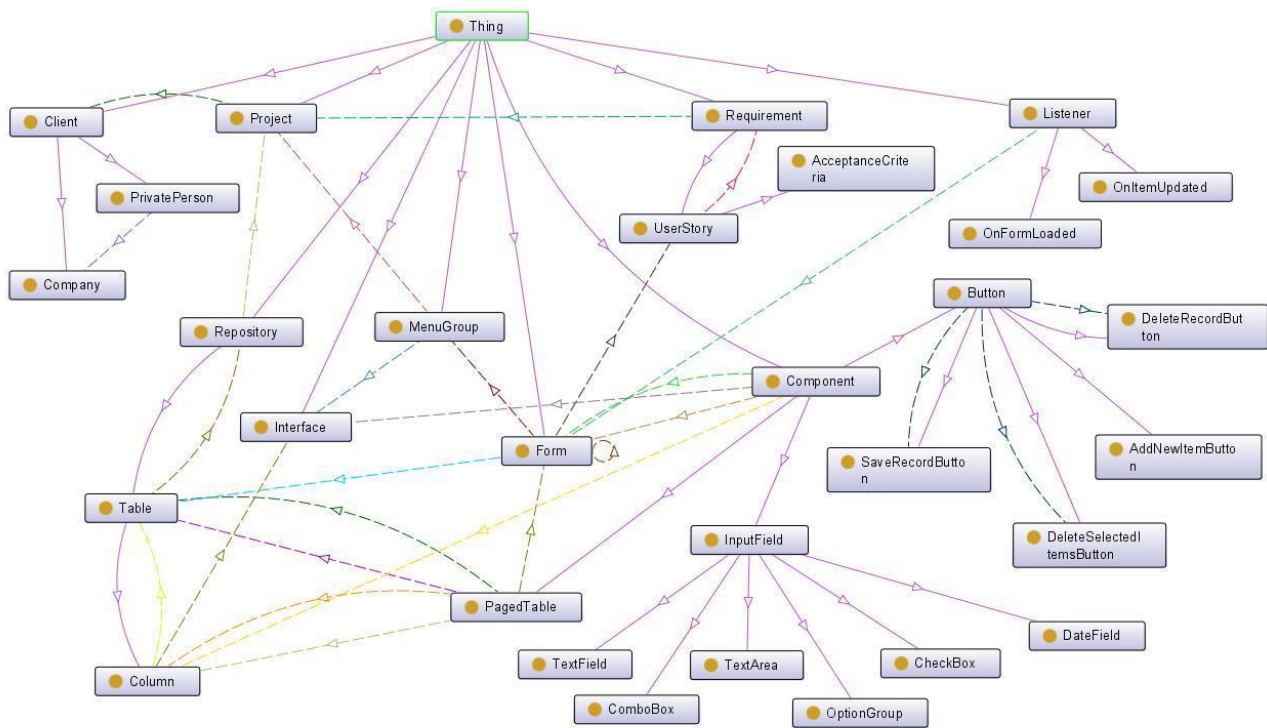 Thing
Client
Project
Requirement
Listener
AcceptanceCrite
ria
PrivatePerson
OnItemUpdated
UserStory
OnFormLoaded
Company
Button
Repository
MenuGroup
DeleteRecordBut
ton
Component
Interface
Form
SaveRecordButto
n
AddNewItemButto
n
Table
InputField
DeleteSelectedI
temsButton
PagedTable
DateField
TextField
TextArea
CheckBox
Column
ComboBox
OptionGroup